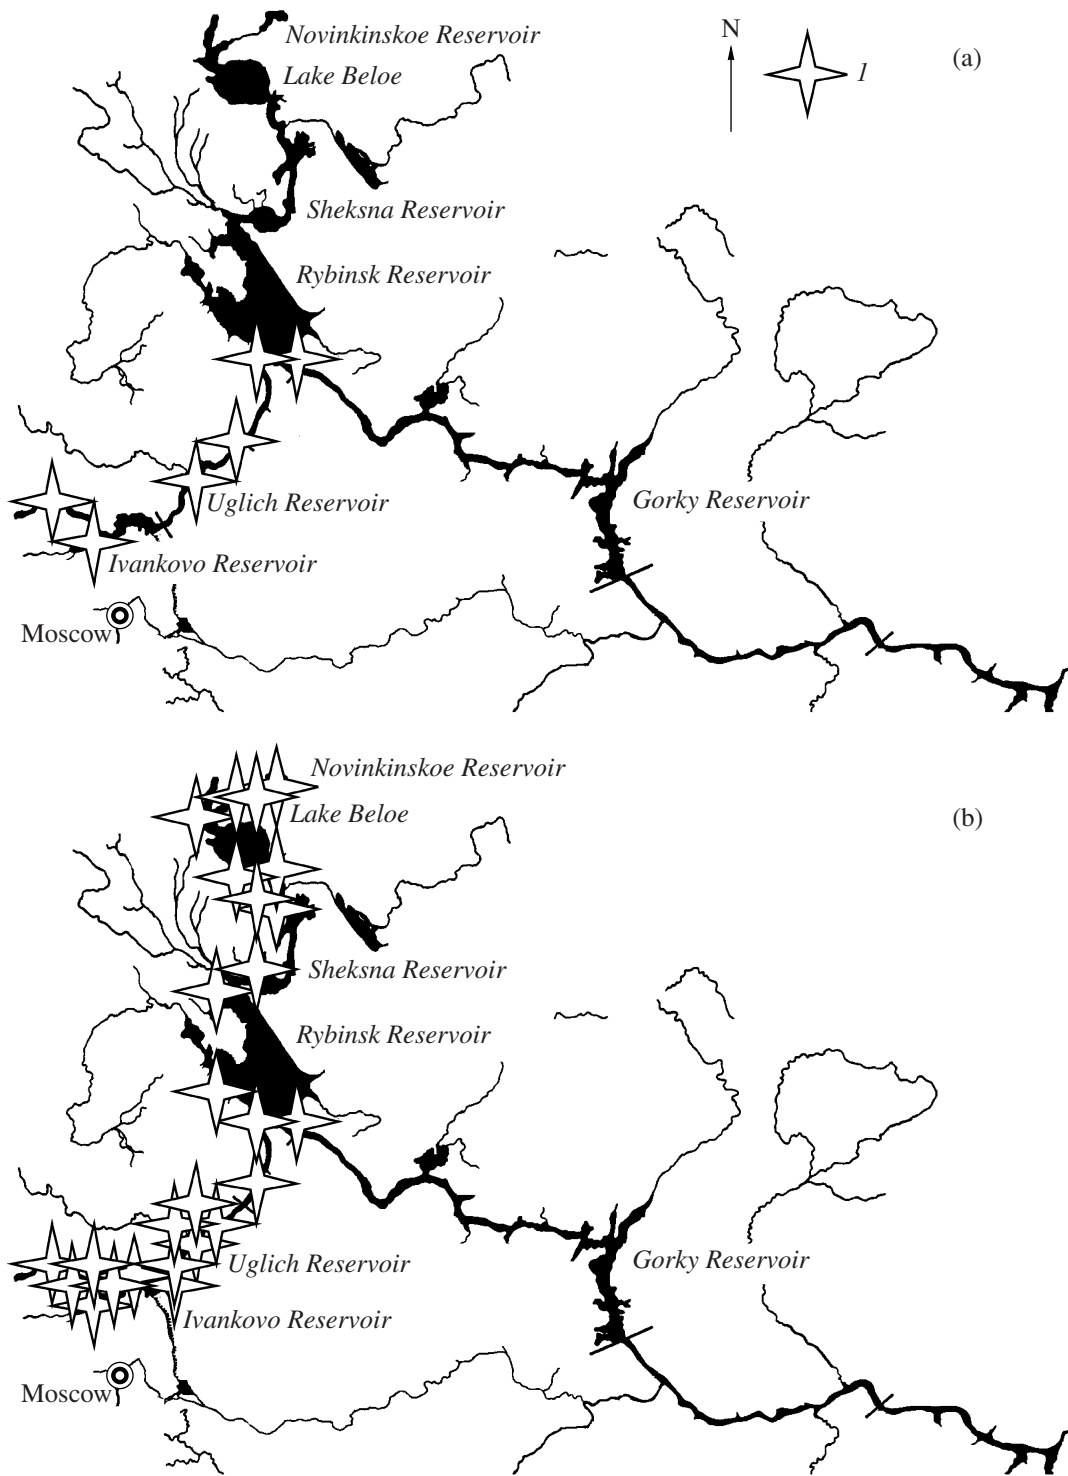 Novinkinskoe Reservoir
N
(a)
Lake Beloe
1
Sheksna Reservoir
Rybinsk Reservoir
Uglich Reservoir
Gorky Reservoir
Ivankovo Reservoir
Moscow
Novinkinskoe Reservoir
Lake Beloe
(b)
Sheksna Reservoir
Rybinsk Reservoir
Uglich Reservoir
Gorky Reservoir
Ivankovo Reservoir
Moscow